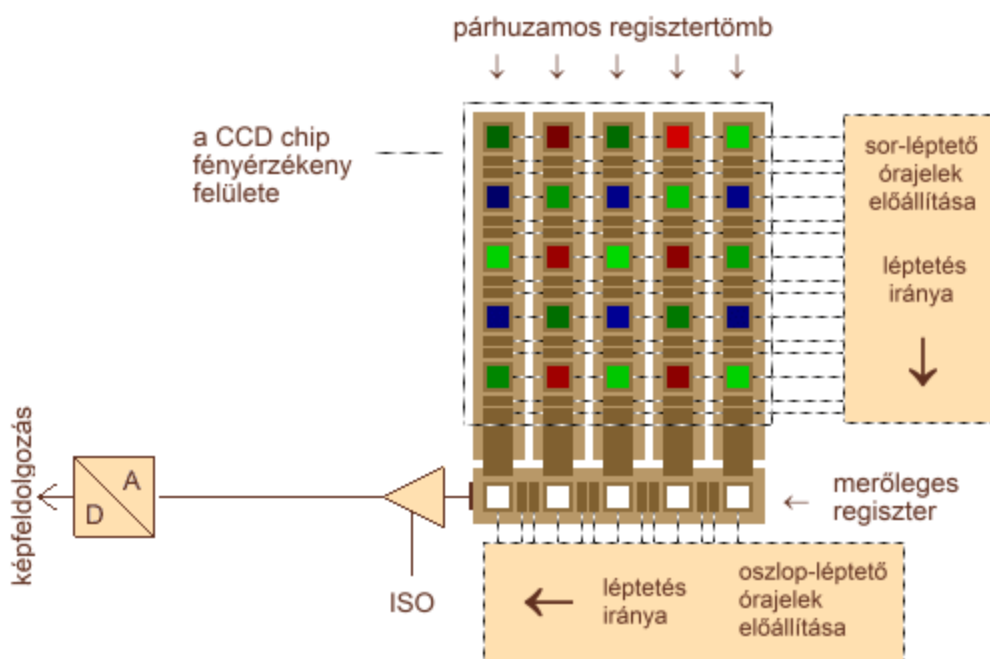 párhuzamos regisztertömb
a CCD chip
fényérzékeny
felülete
sor-léptető
órajelek
előállítása
léptetés
iránya
képfeldolgozás
A
D
ISO
merőleges
regiszter
léptetés
iránya
oszlop-léptető
órajelek
előállítása